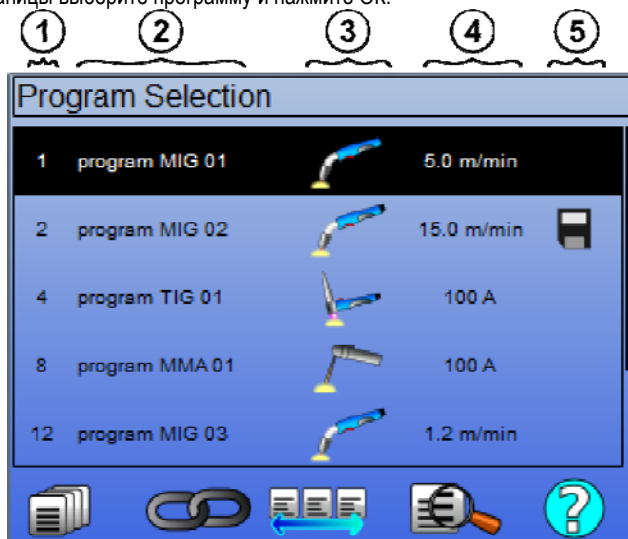 выберите программу и нажмите ОК.
1 2 3 4 5
Program Selection
1 program MIG 01 5.0 m/min
2 program MIG 02 15.0 m/min
4 program TIG 01 100 A
8 program MMA 01 100 A
12 program MIG 03 1.2 m/min
?